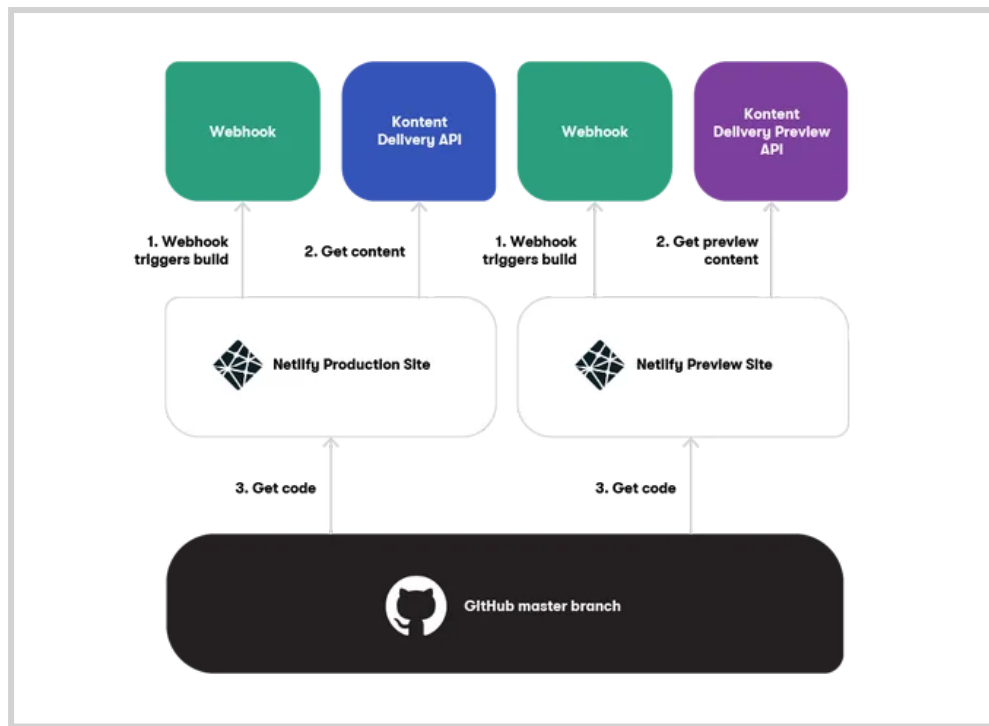 Webhook
Kontent
Delivery API
Webhook
Kontent
Delivery Preview
API
1. Webhook
triggers build
2. Get content
1. Webhook
triggers build
2. Get preview
content
Netlify Production Site
Netlify Preview Site
3. Get code
3. Get code
GitHub master branch